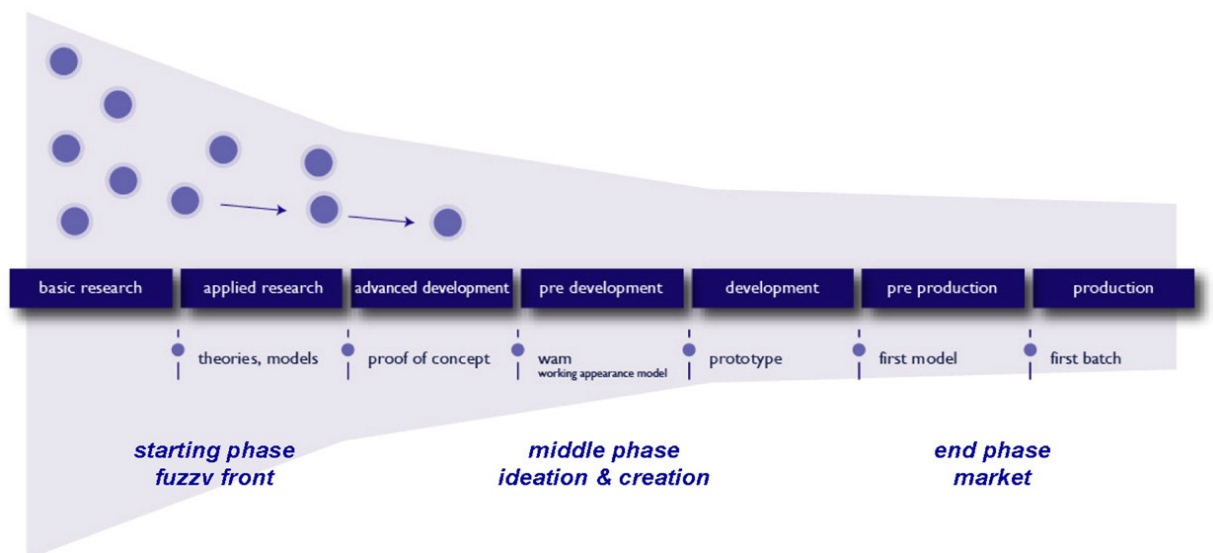 basic research
applied research
advanced development
pre development
development
pre production
production
theories, models
proof of concept
wam
working appearance model
prototype
first model
first batch
starting phase
fuzzv front
middle phase
ideation & creation
end phase
market